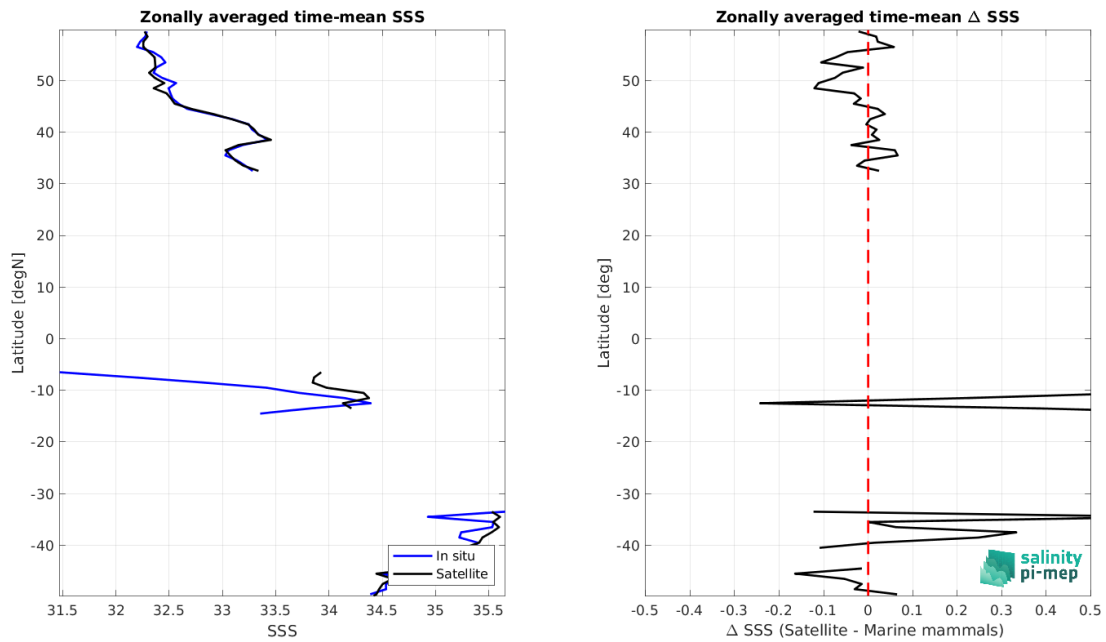 Zonally averaged time-mean SSS
Latitude [degN]
50
40
30
20
10
0
-10
-20
-30
-40
31.5 32 32.5 33 33.5 34 34.5 35 35.5
SSS
In situ
Satellite
Zonally averaged time-mean Δ SSS
Latitude [deg]
50
40
30
20
10
0
-10
-20
-30
-40
-0.5 -0.4 -0.3 -0.2 -0.1 0 0.1 0.2 0.3 0.4 0.5
Δ SSS (Satellite - Marine mammals)
salinity
pi-mep